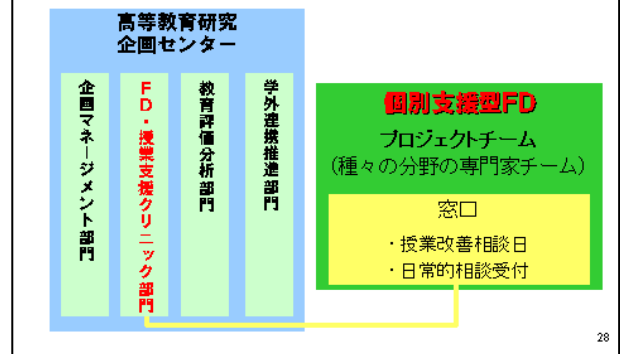 高等教育研究
企画センター
企画マネージメント部門
FD・授業支援クリニック部門
教育評価分析部門
学外連携推進部門
個別支援型FD
プロジェクトチーム
（種々の分野の専門家チーム）
窓口
・授業改善相談日
・日常的相談受付
28